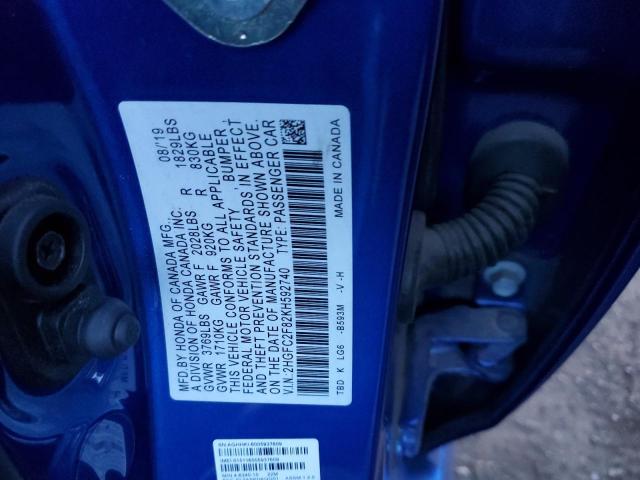 MFD.BY HONDA OF CANADA MFG. 08/'19
A DIVISION OF HONDA CANADA INC.
GVWR 3769LBS GAWR F 2028LBS R 1829LBS
GVWR 1710KG GAWR F 920KG R 830KG
THIS VEHICLE CONFORMS TO ALL APPLICABLE
FEDERAL MOTOR VEHICLE SAFETY, BUMPER,
AND THEFT PREVENTION STANDARDS IN EFFECT
ON THE DATE OF MANUFACTURE SHOWN ABOVE.
V.I.N.:2HGFC2F82KH592740 TYPE: PASSENGER CAR
TBD K LG6 -B593M -V -H MADE IN CANADA